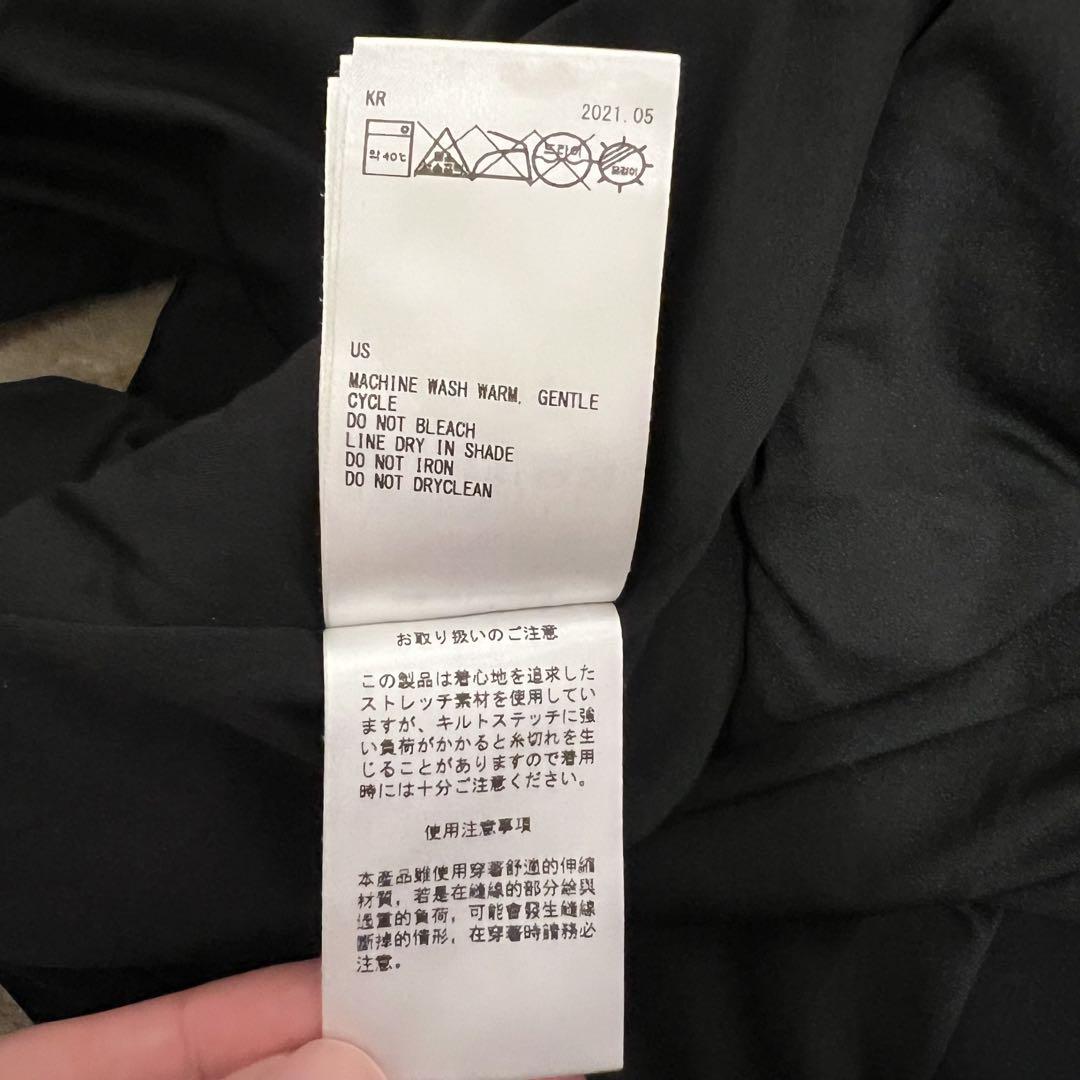 KR
2021.05
약 40℃
드라이
옷걸이
US
MACHINE WASH WARM, GENTLE
CYCLE
DO NOT BLEACH
LINE DRY IN SHADE
DO NOT IRON
DO NOT DRYCLEAN
お取り扱いのご注意
この製品は着心地を追求した
ストレッチ素材を使用してい
ますが、キルトステッチに強
い負荷がかかると糸切れを生
じることがありますので着用
時には十分ご注意ください。
使用注意事項
本產品雖使用穿著舒適的伸縮
材質，若是在縫線的部分給與
過重的負荷，可能會發生縫線
斷掉的情形，在穿著時請務必
注意。